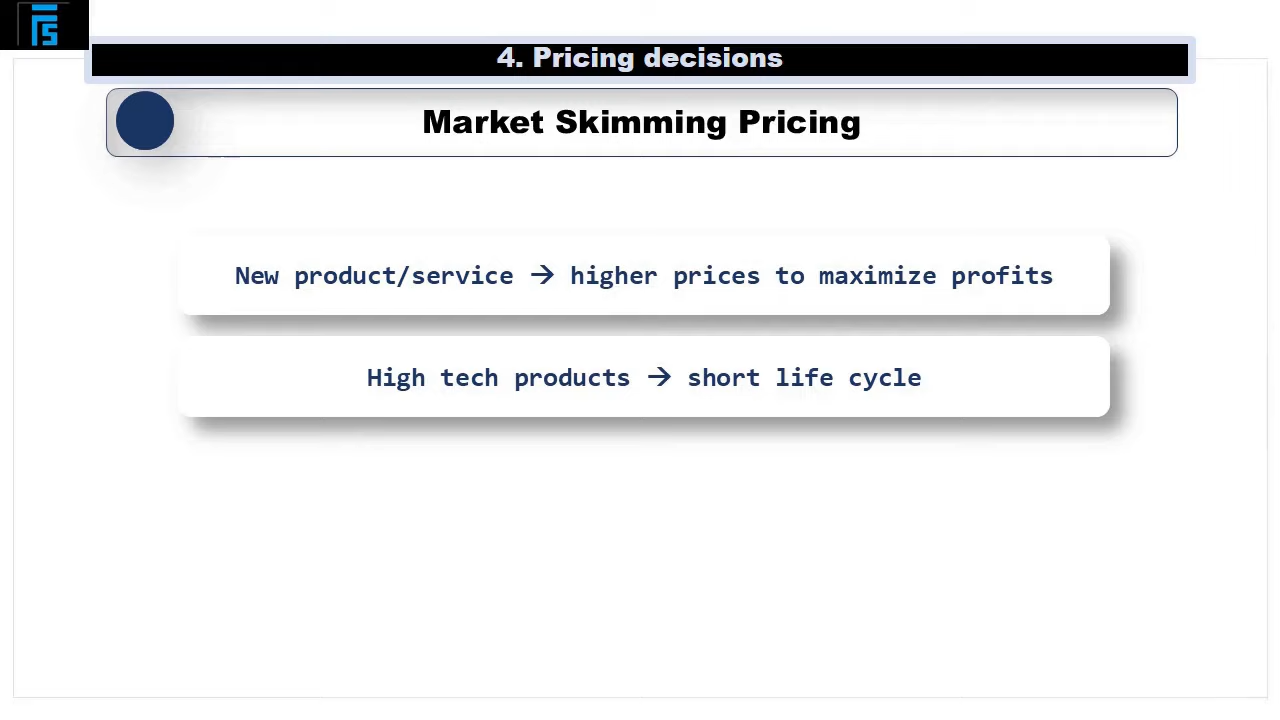 4. Pricing decisions
Market Skimming Pricing
New product/service → higher prices to maximize profits
High tech products → short life cycle